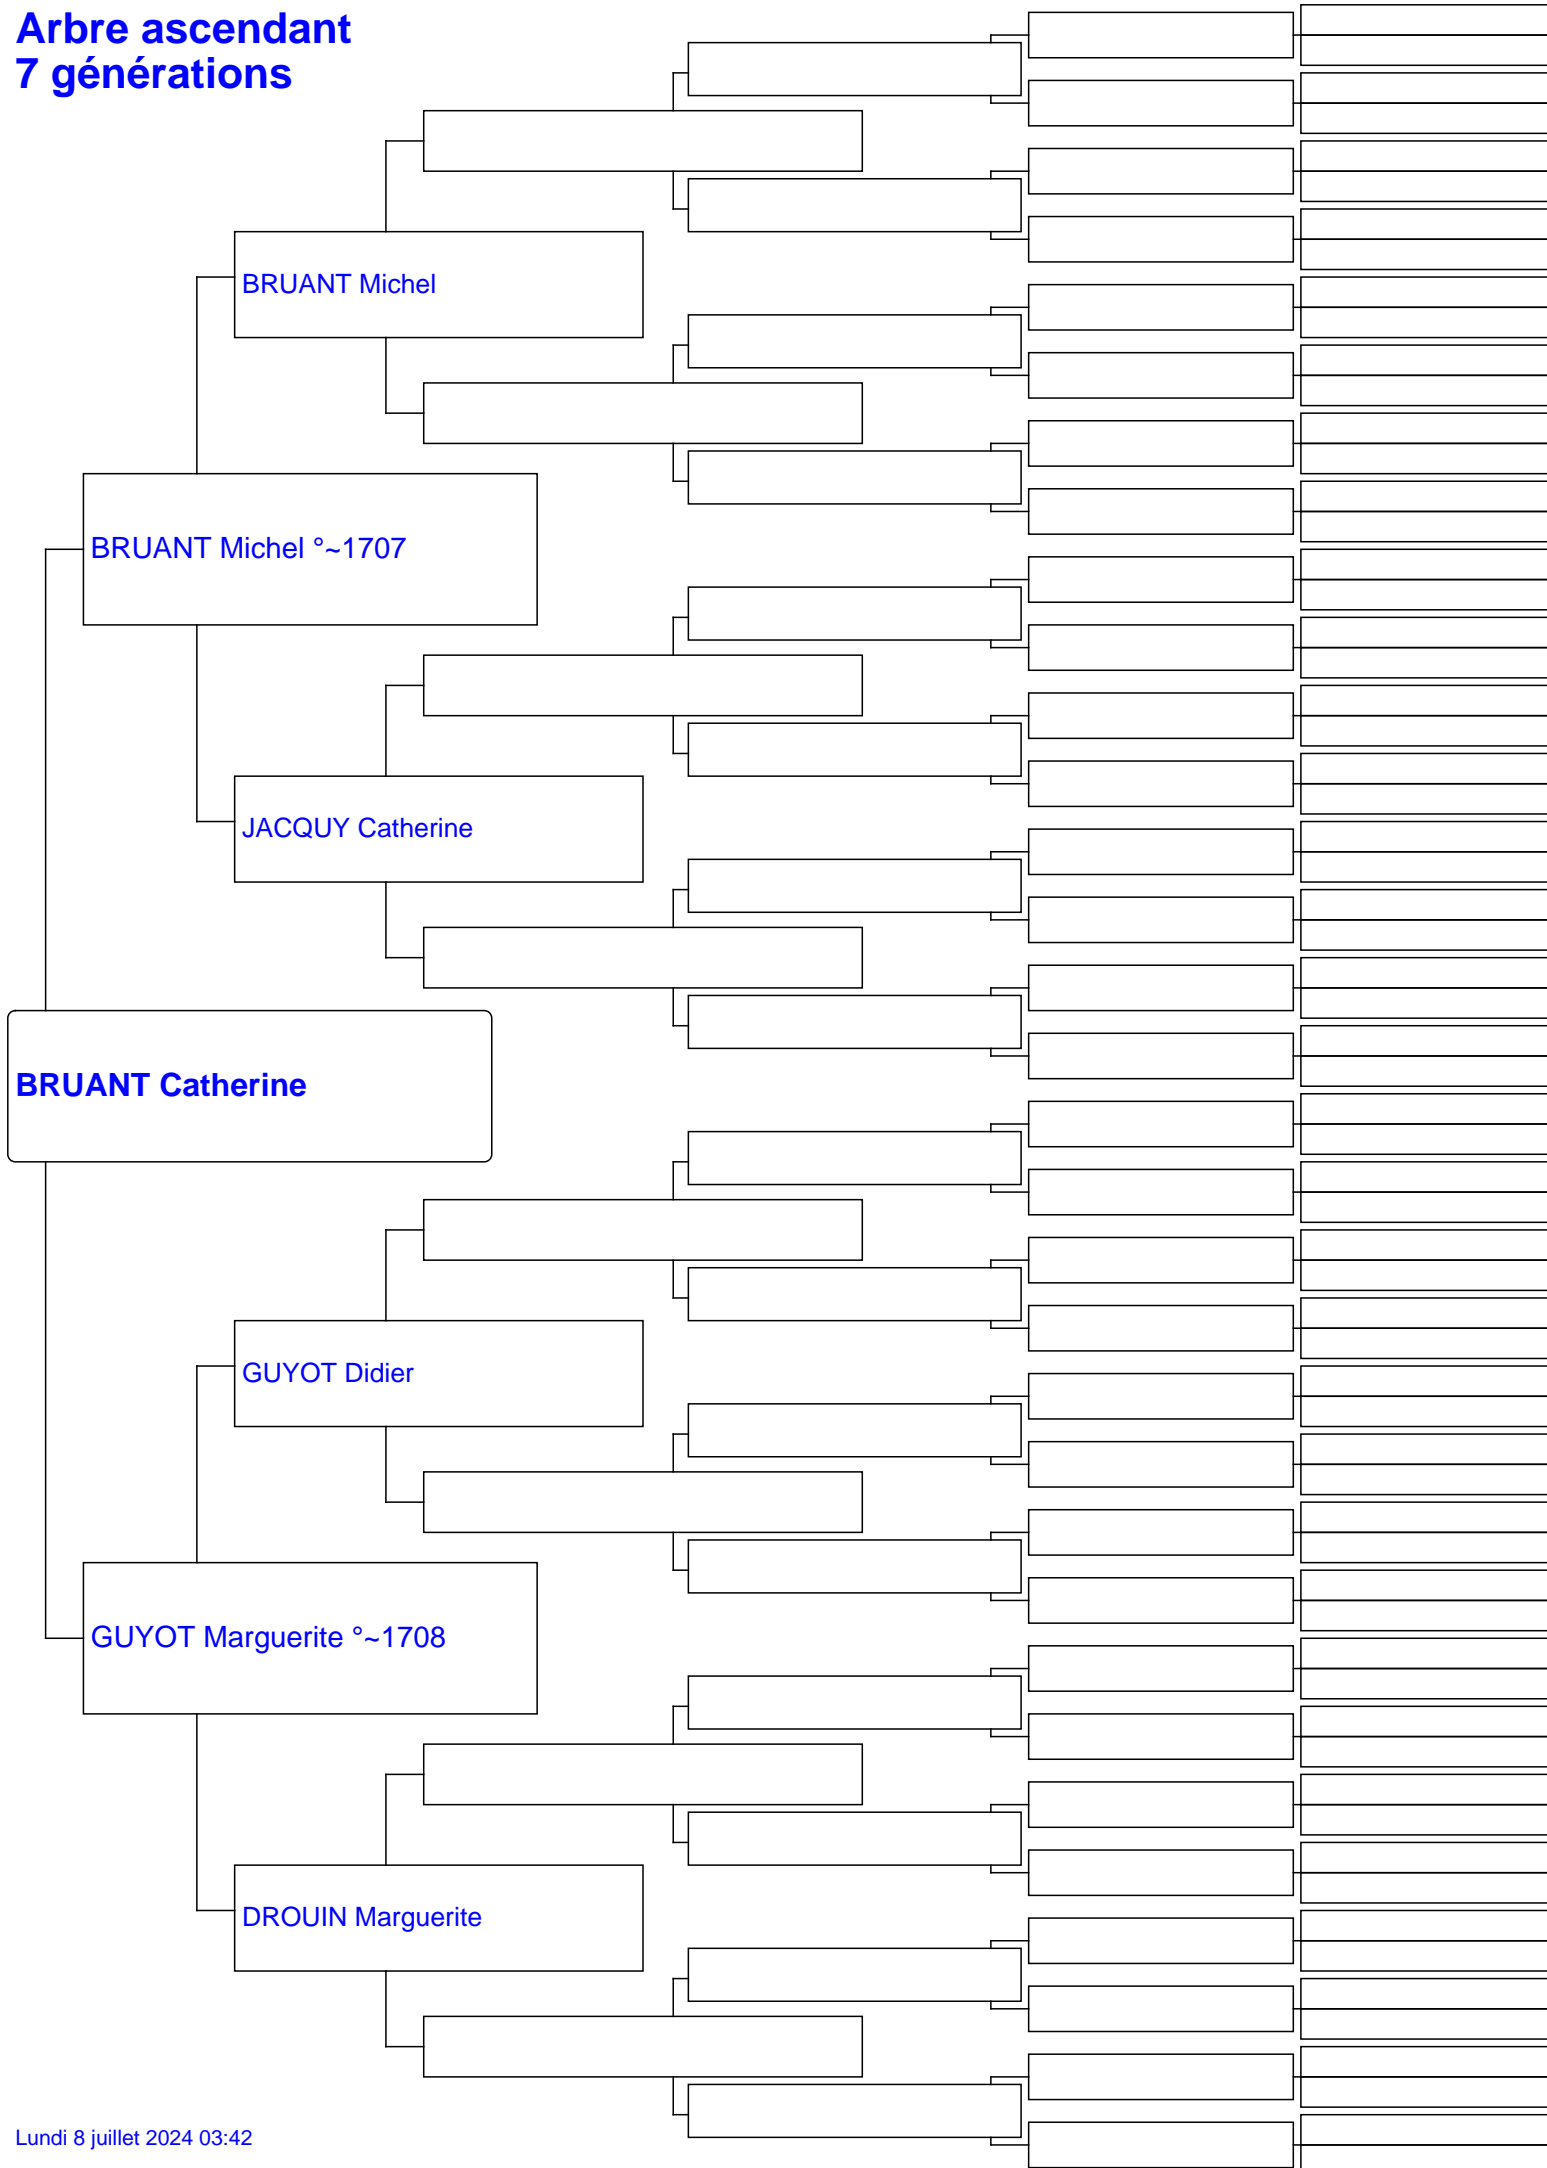 Arbre ascendant
7 générations
BRUANT Michel
BRUANT Michel °~1707
JACQUY Catherine
BRUANT Catherine
GUYOT Didier
GUYOT Marguerite °~1708
DROUIN Marguerite
Lundi 8 juillet 2024 03:42